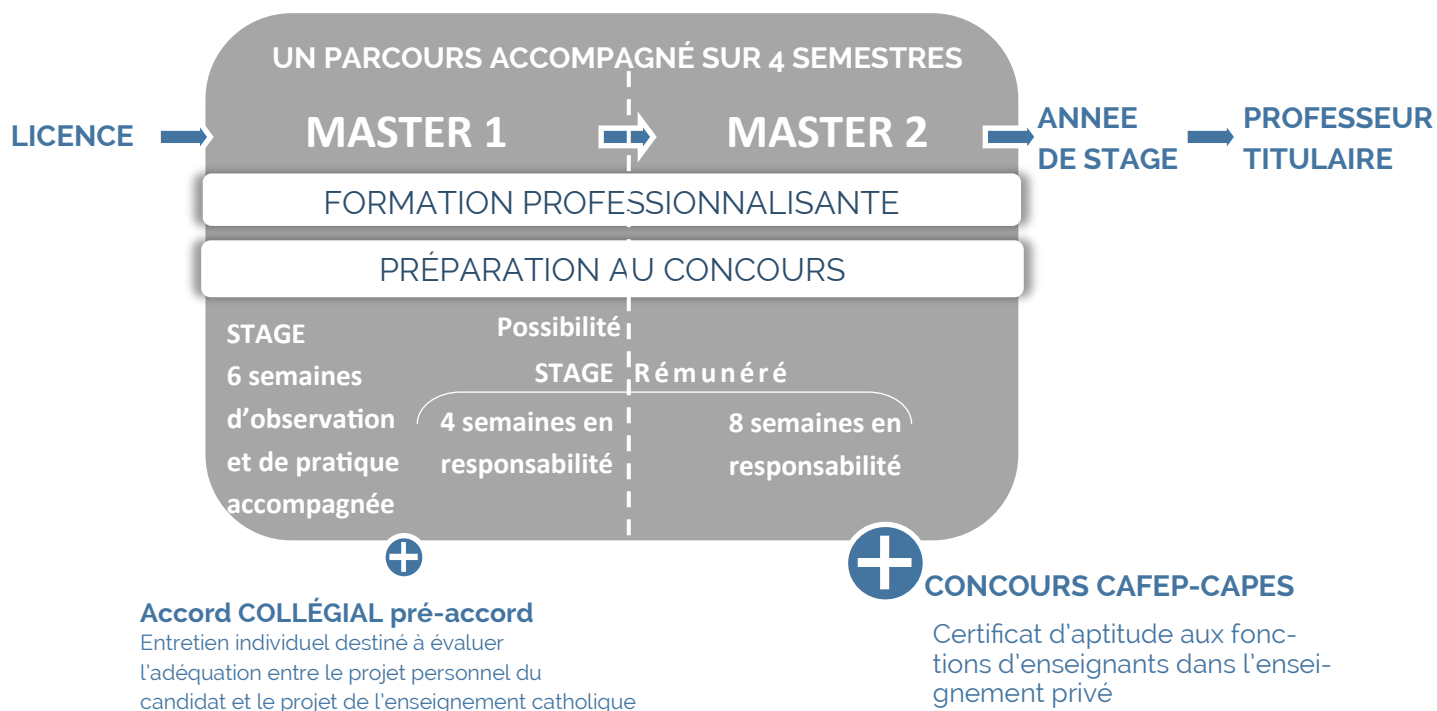 UN PARCOURS ACCOMPAGNÉ SUR 4 SEMESTRES
LICENCE
MASTER 1
MASTER 2
ANNEE
DE STAGE
PROFESSEUR
TITULAIRE
FORMATION PROFESSIONNALISANTE
PRÉPARATION AU CONCOURS
STAGE
6 semaines
d'observation
et de pratique
accompagnée
Possibilité
STAGE Rémunéré
4 semaines en
responsabilité
8 semaines en
responsabilité
Accord COLLÉGIAL pré-accord
Entretien individuel destiné à évaluer
l'adéquation entre le projet personnel du
candidat et le projet de l'enseignement catholique
CONCOURS CAFEP-CAPES
Certificat d'aptitude aux fonc-
tions d'enseignants dans l'ensei-
gnement privé